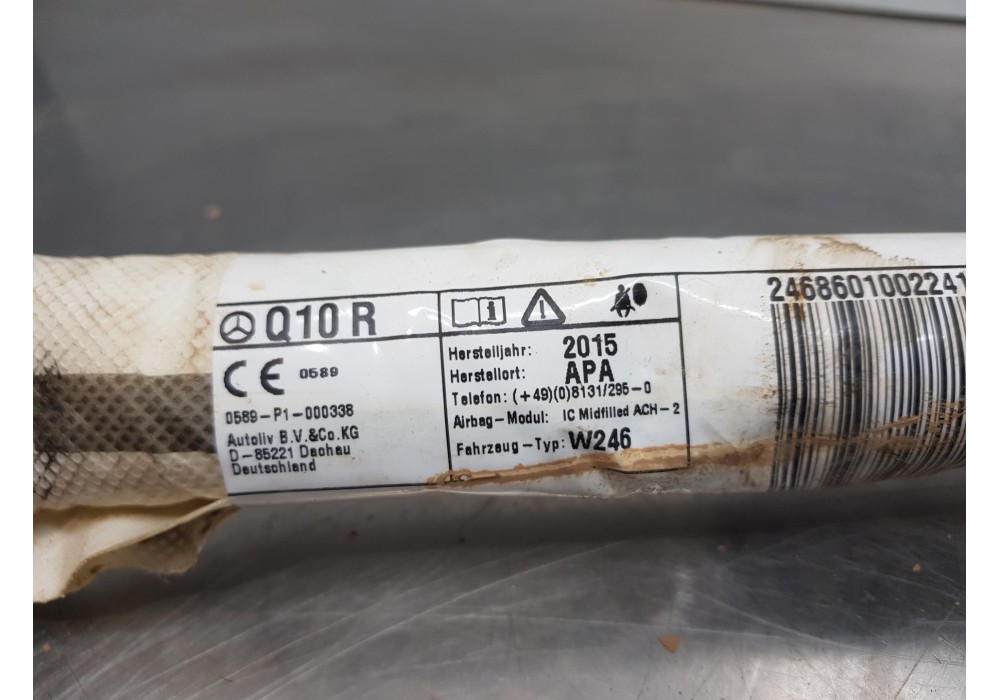 Q10 R
CE 0589
0589-P1-000338
Autoliv B.V.&Co.KG
D-85221 Dachau
Deutschland
Herstelljahr: 2015
Herstellort: APA
Telefon: (+49)(0)8131/295-0
Airbag-Modul: IC Midfilled ACH-2
Fahrzeug-Typ: W246
24686010022241